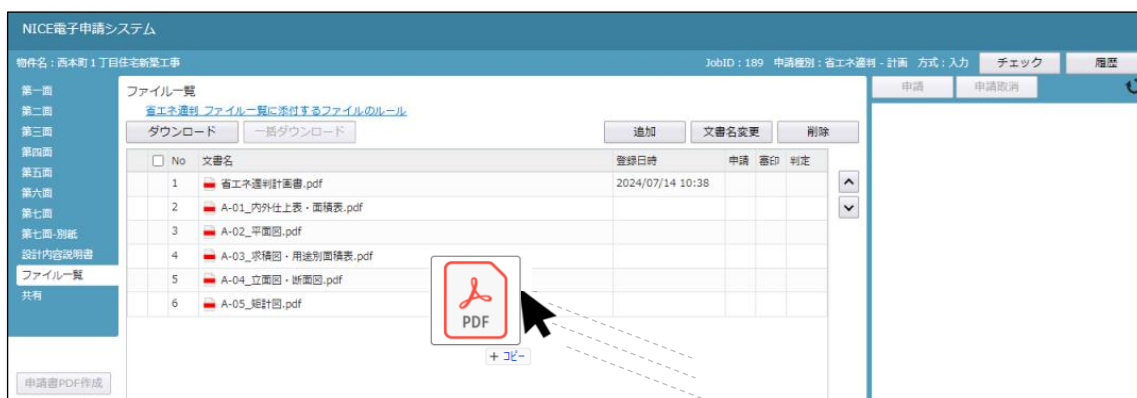 NICE電子申請システム
物件名：西本町１丁目住宅新築工事 JobID：189 申請種別：省エネ適判 - 計画 方式：入力 チェック 履歴
第一面
第二面
第三面
第四面
第五面
第六面
第七面
第七面-別紙
設計内容説明書
ファイル一覧
共有
申請書PDF作成
ファイル一覧
省エネ適判_ファイル一覧に添付するファイルのルール
ダウンロード 一括ダウンロード 追加 文書名変更 削除
No 文書名 登録日時 申請 審印 判定
1 省エネ適判計画書.pdf 2024/07/14 10:38
2 A-01_内外仕上表・面積表.pdf
3 A-02_平面図.pdf
4 A-03_求積図・用途別面積表.pdf
5 A-04_立面図・断面図.pdf
6 A-05_矩計図.pdf
PDF
+ コピー
申請 申請取消